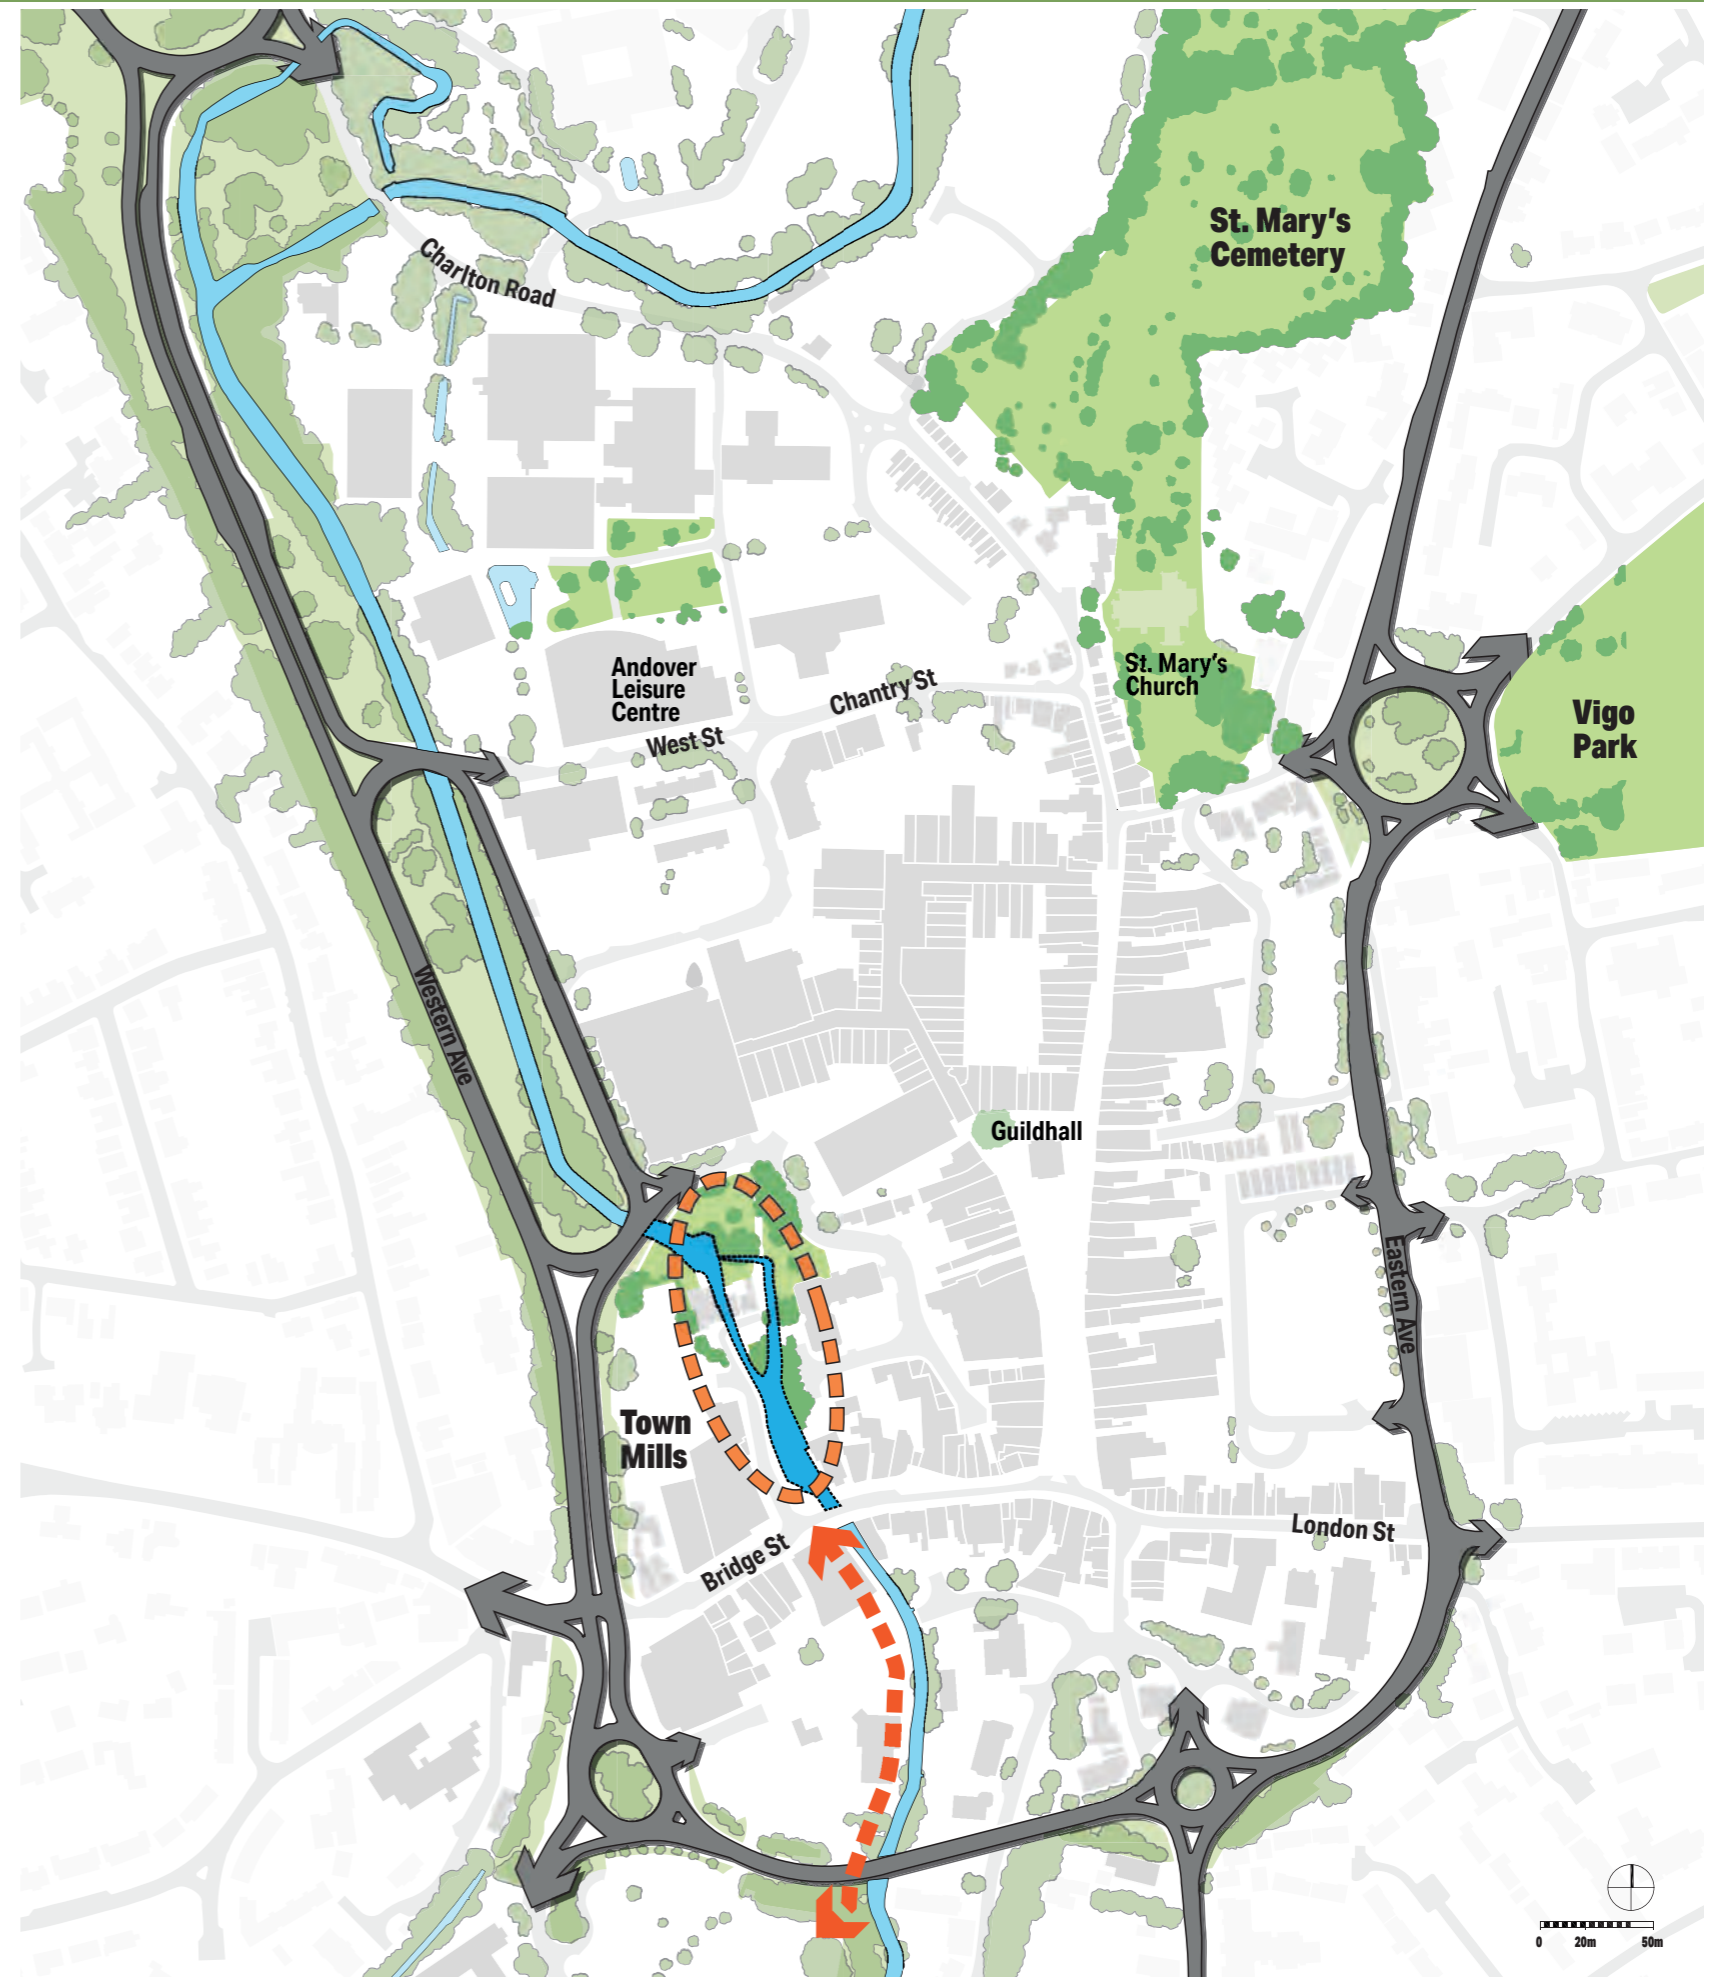 St. Mary's
Cemetery
Charlton Road
Andover
Leisure
Centre
St. Mary's
Church
Chantry St
West St
Vigo
Park
Western Ave
Guildhall
Eastern Ave
Town
Mills
London St
Bridge St
0 20m 50m